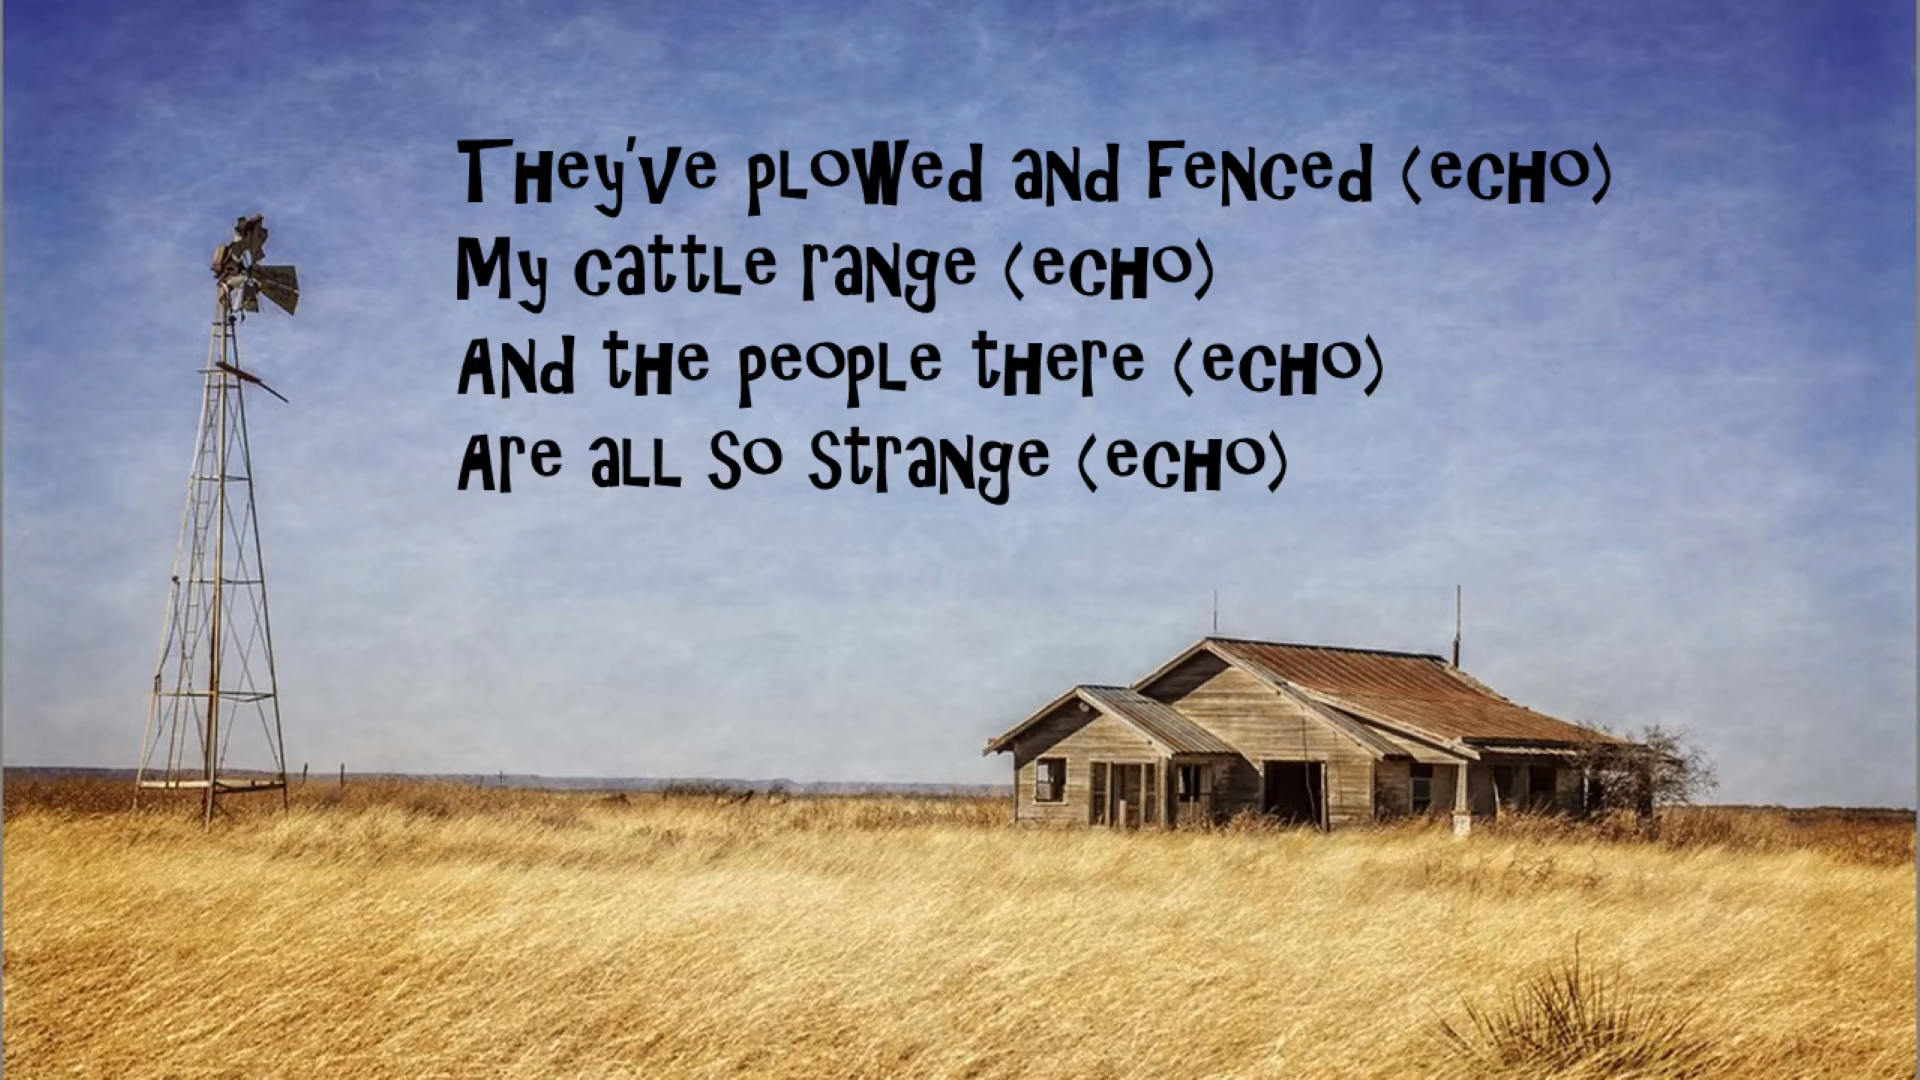 They've plowed and fenced (echo)
My cattle range (echo)
And the people there (echo)
Are all so strange (echo)